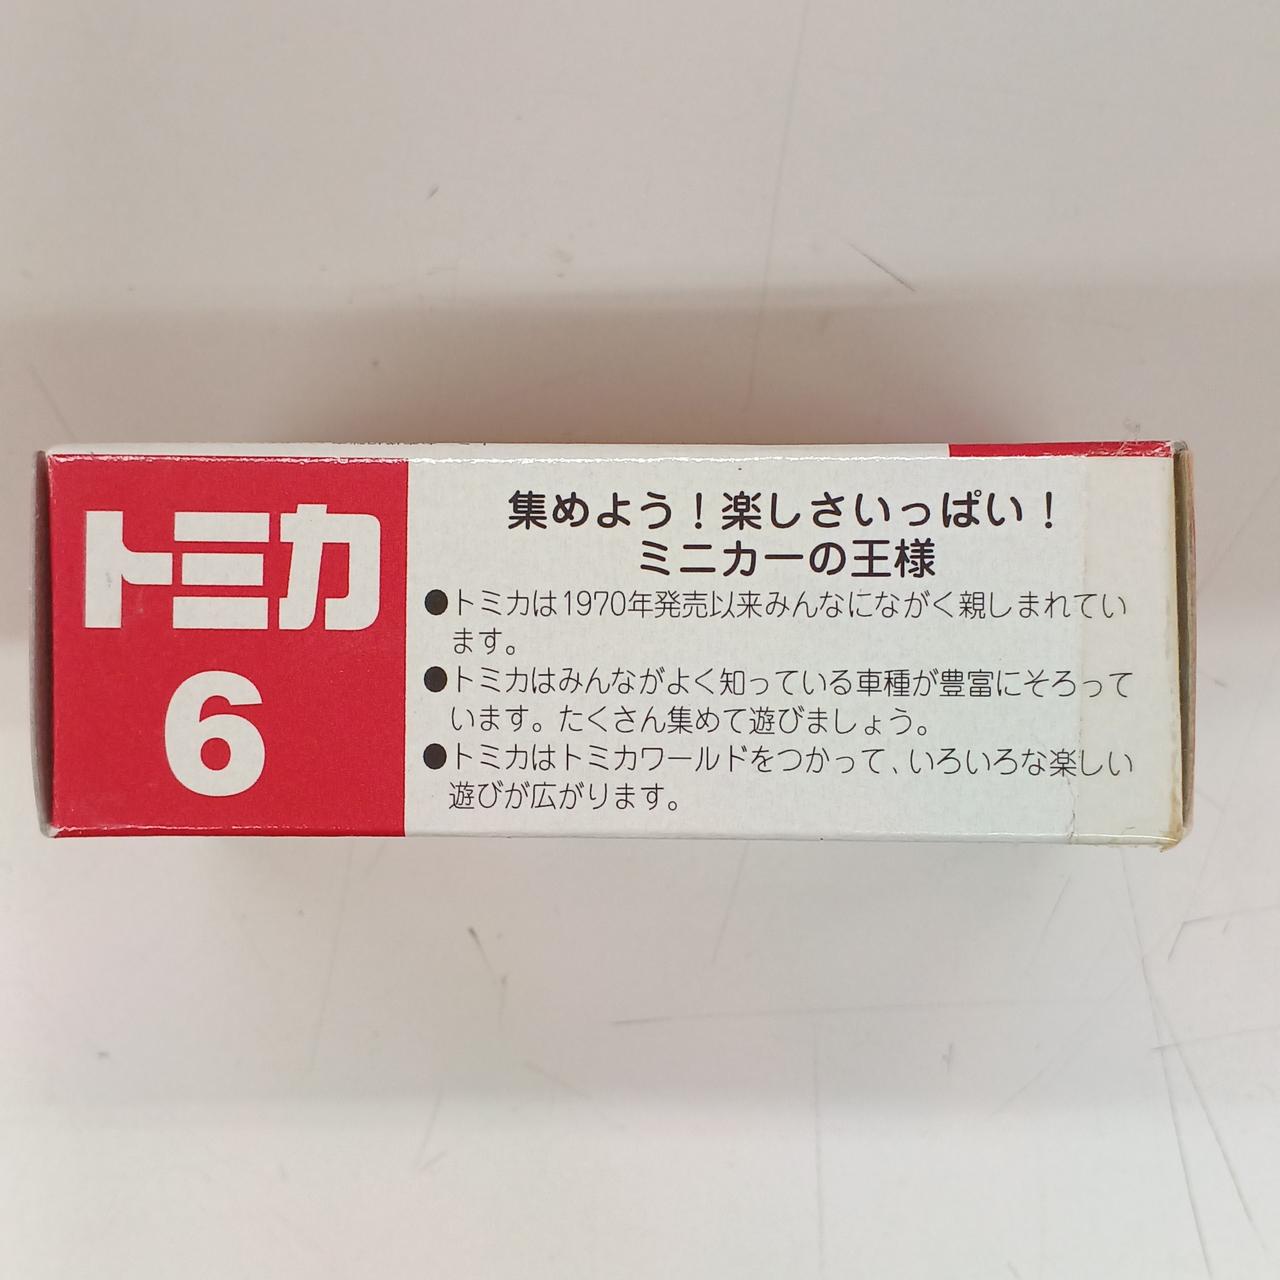 トミカ
6
集めよう！楽しさいっぱい！
ミニカーの王様
●トミカは1970年発売以来みんなにながく親しまれてい
ます。
●トミカはみんながよく知っている車種が豊富にそろって
います。たくさん集めて遊びましょう。
●トミカはトミカワールドをつかって、いろいろな楽しい
遊びが広がります。